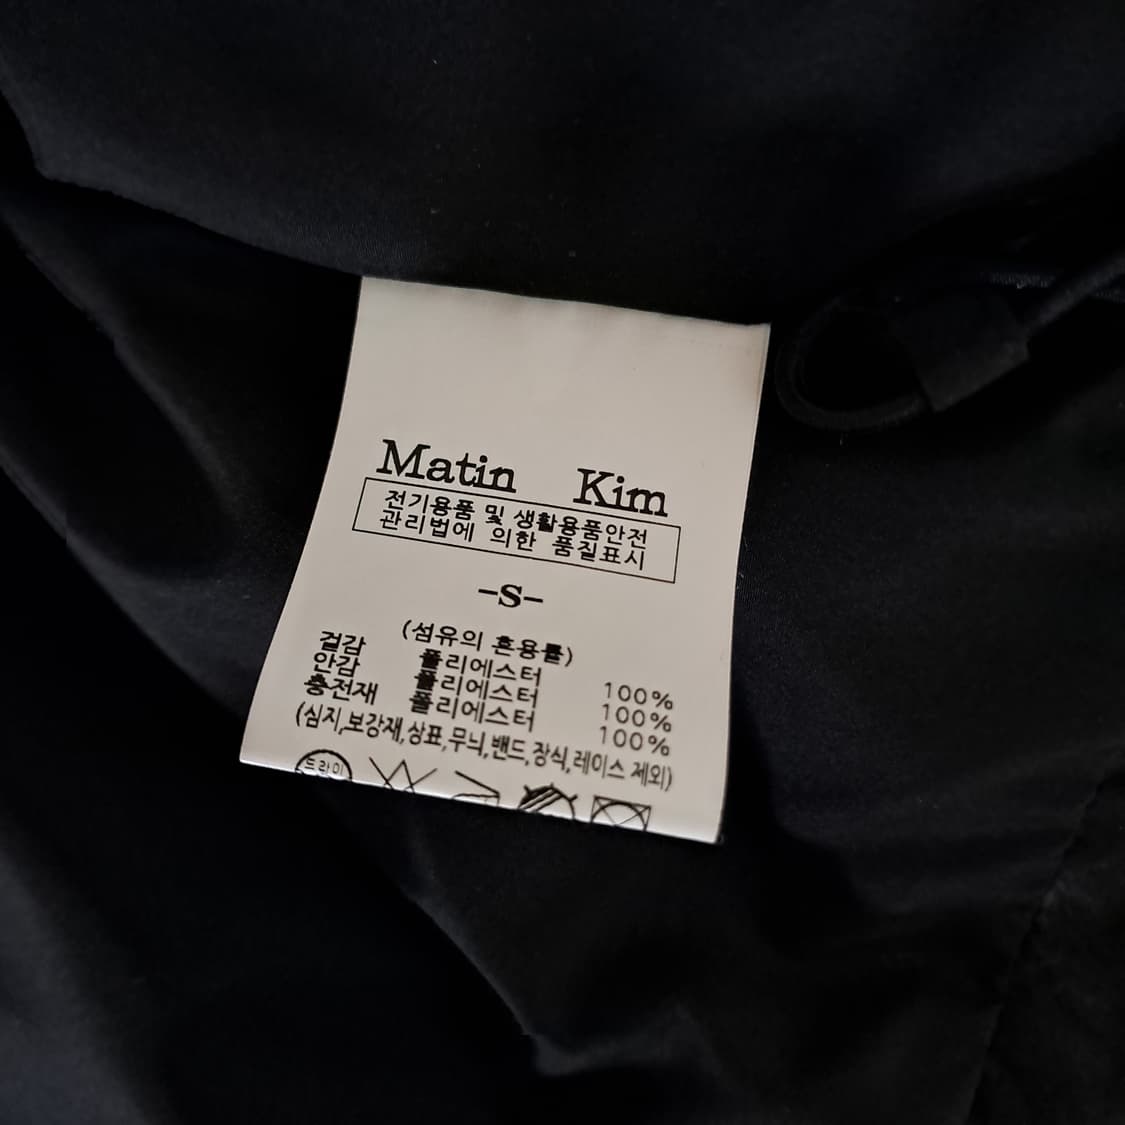 Matin Kim
전기용품 및 생활용품안전
관리법에 의한 품질표시
-S-
(섬유의 혼용률)
겉감 폴리에스터 100%
안감 폴리에스터 100%
충전재 폴리에스터 100%
(심지,보강재,상표,무늬,밴드,장식,레이스 제외)
드라이